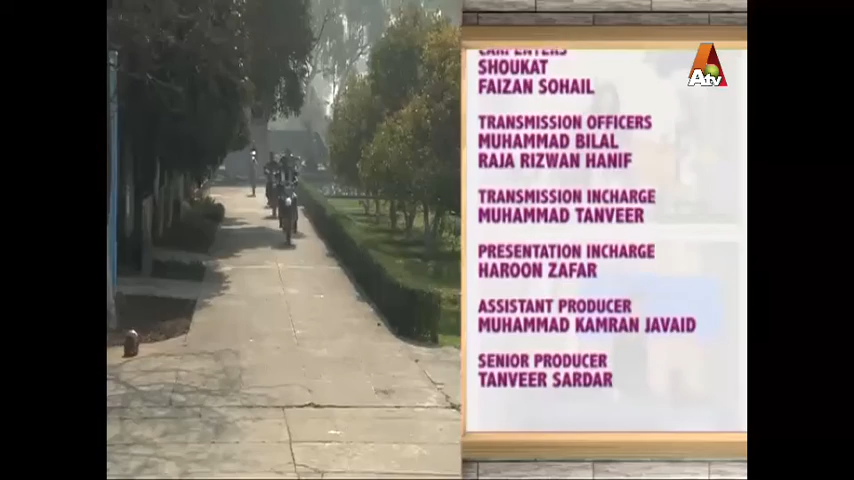 CARPENTERS
SHOUKAT
FAIZAN SOHAIL
TRANSMISSION OFFICERS
MUHAMMAD BILAL
RAJA RIZWAN HANIF
TRANSMISSION INCHARGE
MUHAMMAD TANVEER
PRESENTATION INCHARGE
HAROON ZAFAR
ASSISTANT PRODUCER
MUHAMMAD KAMRAN JAVAID
SENIOR PRODUCER
TANVEER SARDAR
Atv